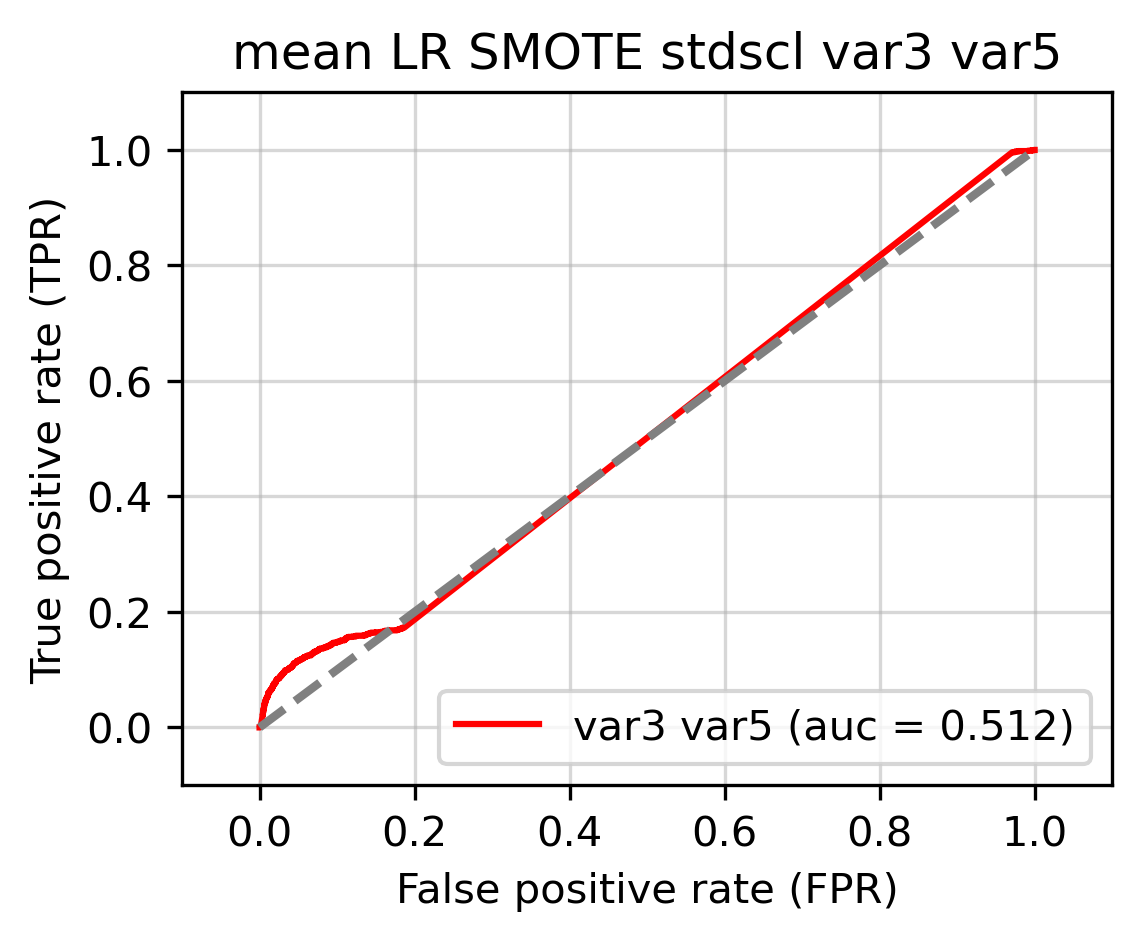 mean LR SMOTE stdscl var3 var5
True positive rate (TPR)
1.0
0.8
0.6
0.4
0.2
0.0
var3 var5 (auc = 0.512)
0.0 0.2 0.4 0.6 0.8 1.0
False positive rate (FPR)